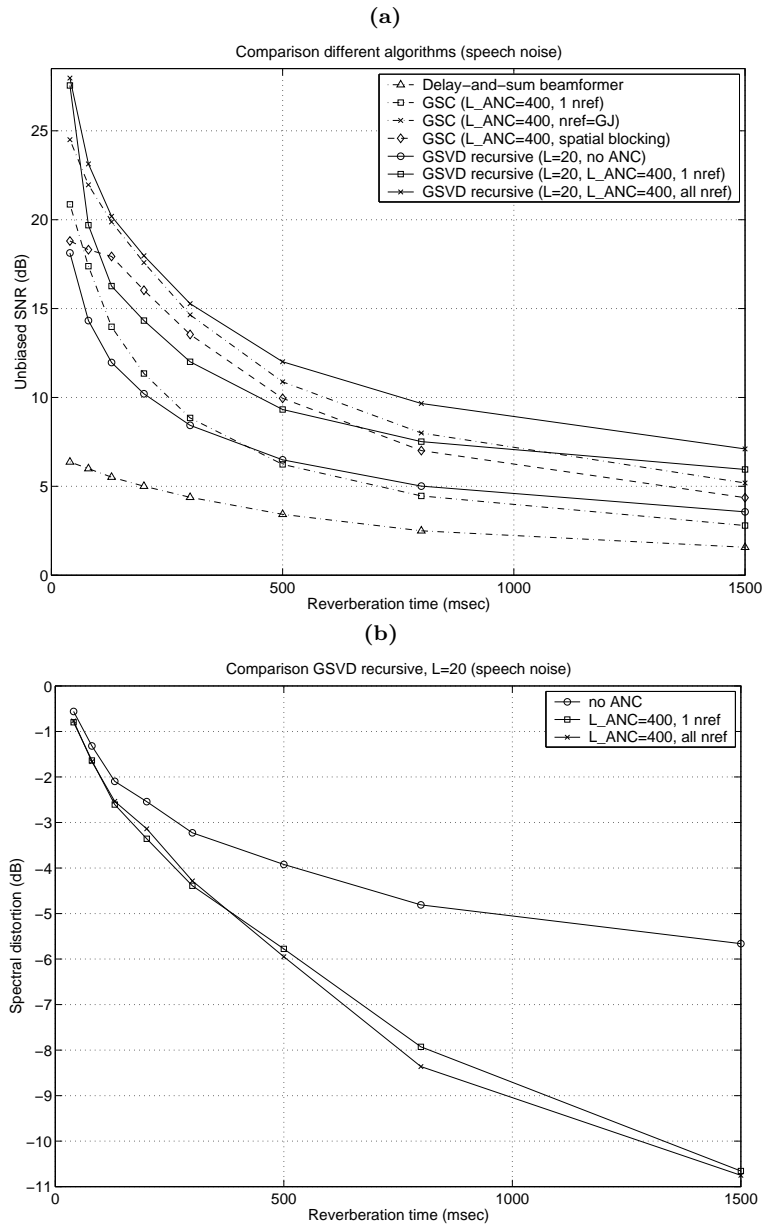 (a)
Comparison different algorithms (speech noise)
Delay−and−sum beamformer
GSC (L_ANC=400, 1 nref)
GSC (L_ANC=400, nref=GJ)
GSC (L_ANC=400, spatial blocking)
GSVD recursive (L=20, no ANC)
GSVD recursive (L=20, L_ANC=400, 1 nref)
GSVD recursive (L=20, L_ANC=400, all nref)
25
20
15
10
5
0
Unbiased SNR (dB)
0 500 1000 1500
Reverberation time (msec)
(b)
Comparison GSVD recursive, L=20 (speech noise)
no ANC
L_ANC=400, 1 nref
L_ANC=400, all nref
0
−1
−2
−3
−4
−5
−6
−7
−8
−9
−10
−11
Spectral distortion (dB)
0 500 1000 1500
Reverberation time (msec)